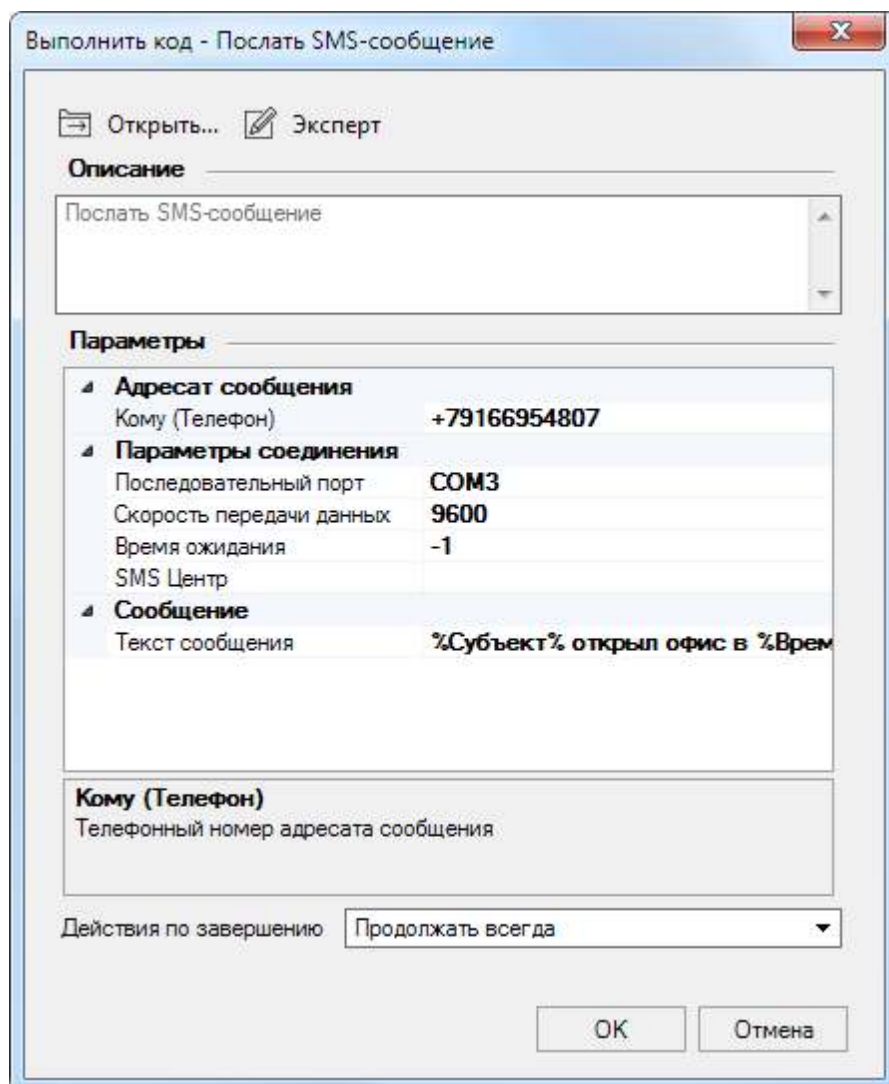 Выполнить код - Послать SMS-сообщение
Открыть... Эксперт
Описание
Послать SMS-сообщение
Параметры
Адресат сообщения
Кому (Телефон) +79166954807
Параметры соединения
Последовательный порт COM3
Скорость передачи данных 9600
Время ожидания -1
SMS Центр
Сообщение
Текст сообщения %Субъект% открыл офис в %Врем
Кому (Телефон)
Телефонный номер адресата сообщения
Действия по завершению Продолжать всегда
OK Отмена